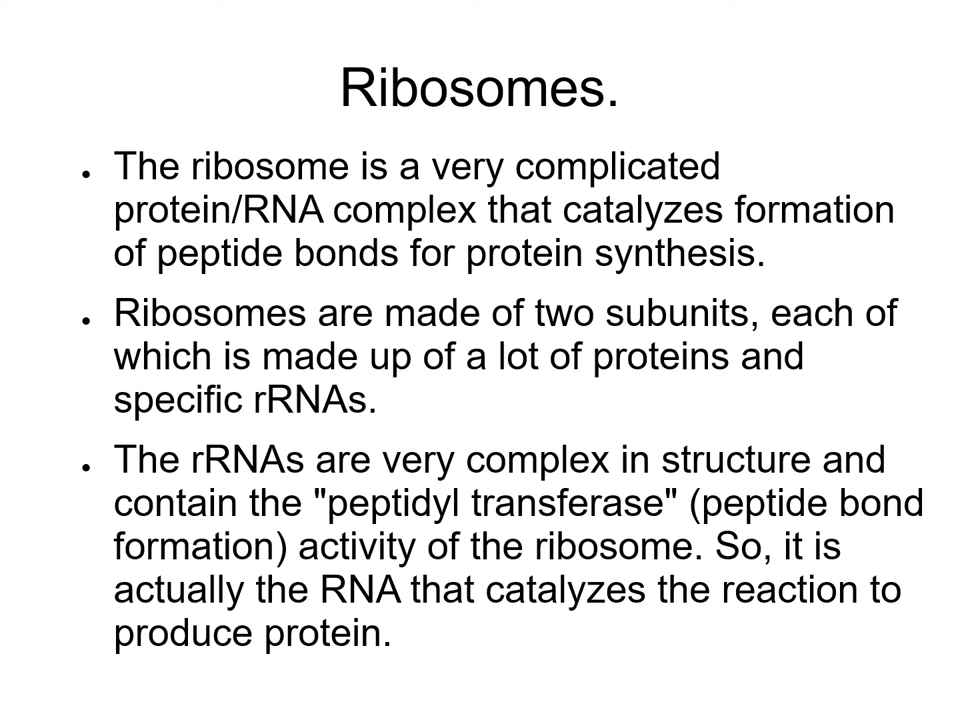 Ribosomes.
● The ribosome is a very complicated
protein/RNA complex that catalyzes formation
of peptide bonds for protein synthesis.
● Ribosomes are made of two subunits, each of
which is made up of a lot of proteins and
specific rRNAs.
● The rRNAs are very complex in structure and
contain the "peptidyl transferase" (peptide bond
formation) activity of the ribosome. So, it is
actually the RNA that catalyzes the reaction to
produce protein.